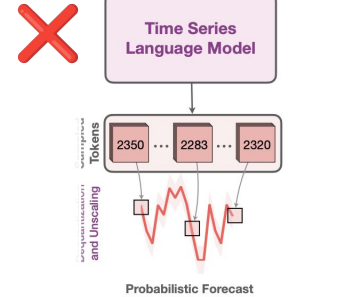 Time Series
Language Model
Tokens
2350 ... 2283 ... 2320
and Unscaling
Probabilistic Forecast